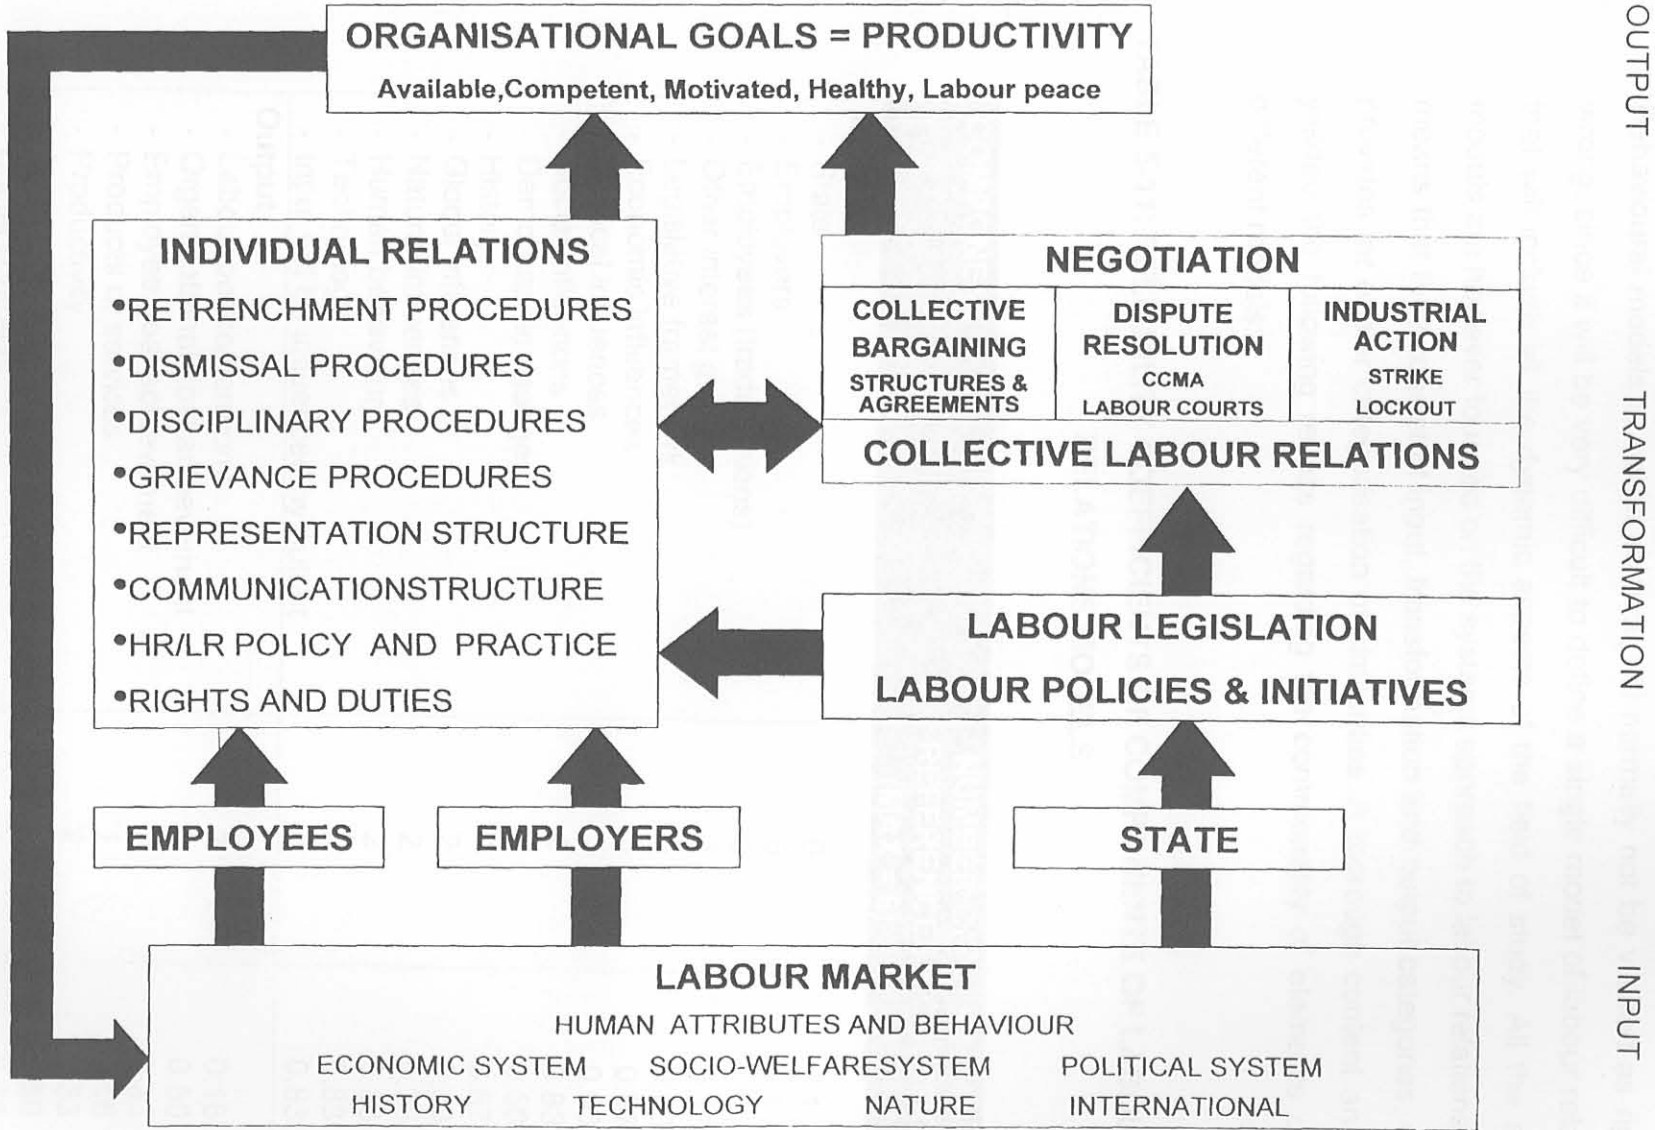 ORGANISATIONAL GOALS = PRODUCTIVITY
Available,Competent, Motivated, Healthy, Labour peace
INDIVIDUAL RELATIONS
•RETRENCHMENT PROCEDURES
•DISMISSAL PROCEDURES
•DISCIPLINARY PROCEDURES
•GRIEVANCE PROCEDURES
•REPRESENTATION STRUCTURE
•COMMUNICATIONSTRUCTURE
•HR/LR POLICY AND PRACTICE
•RIGHTS AND DUTIES
NEGOTIATION
COLLECTIVE
BARGAINING
STRUCTURES &
AGREEMENTS
DISPUTE
RESOLUTION
CCMA
LABOUR COURTS
INDUSTRIAL
ACTION
STRIKE
LOCKOUT
COLLECTIVE LABOUR RELATIONS
LABOUR LEGISLATION
LABOUR POLICIES & INITIATIVES
EMPLOYEES
EMPLOYERS
STATE
LABOUR MARKET
HUMAN ATTRIBUTES AND BEHAVIOUR
ECONOMIC SYSTEM SOCIO-WELFARESYSTEM POLITICAL SYSTEM
HISTORY TECHNOLOGY NATURE INTERNATIONAL
OUTPUT
TRANSFORMATION
INPUT